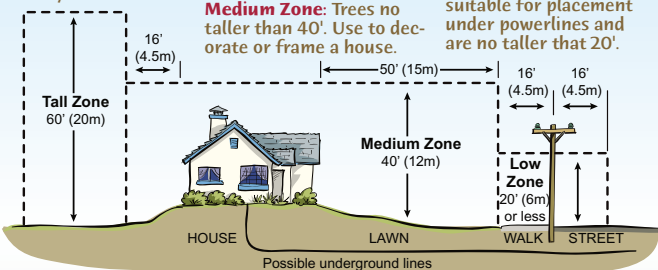 Medium Zone: Trees no
taller than 40'. Use to dec-
orate or frame a house.
suitable for placement
under powerlines and
are no taller that 20'.
16'
(4.5m)
50' (15m)
16'
(4.5m)
16'
(4.5m)
Tall Zone
60' (20m)
Medium Zone
40' (12m)
Low
Zone
20' (6m)
or less
HOUSE
LAWN
WALK
STREET
Possible underground lines